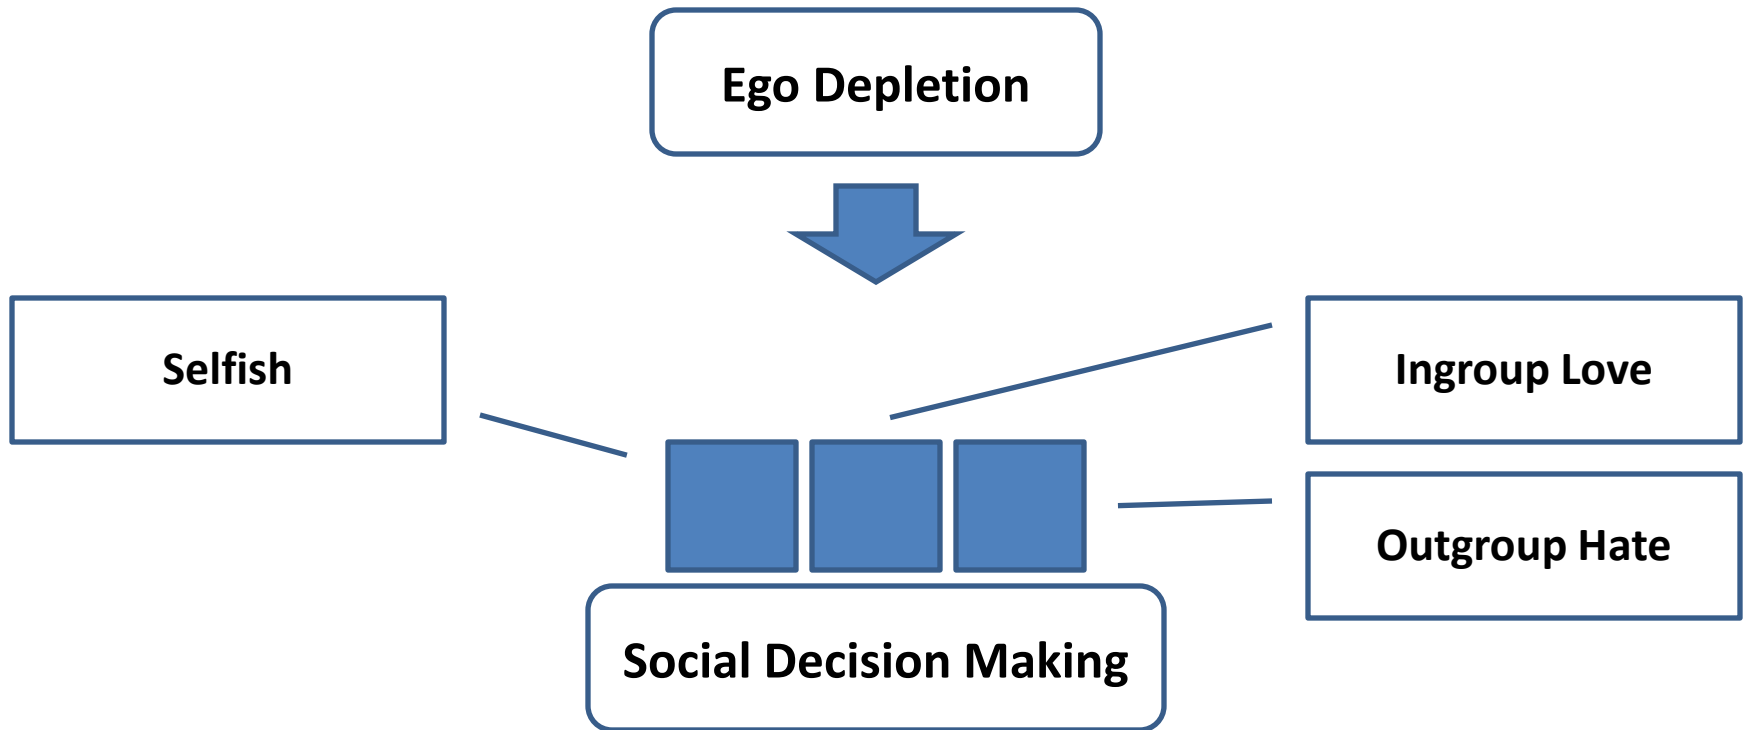 Ego Depletion
Selfish
Ingroup Love
Outgroup Hate
Social Decision Making